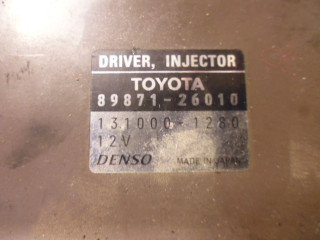 DRIVER, INJECTOR
TOYOTA
89871-26010
131000-1280
12V
DENSO MADE IN JAPAN